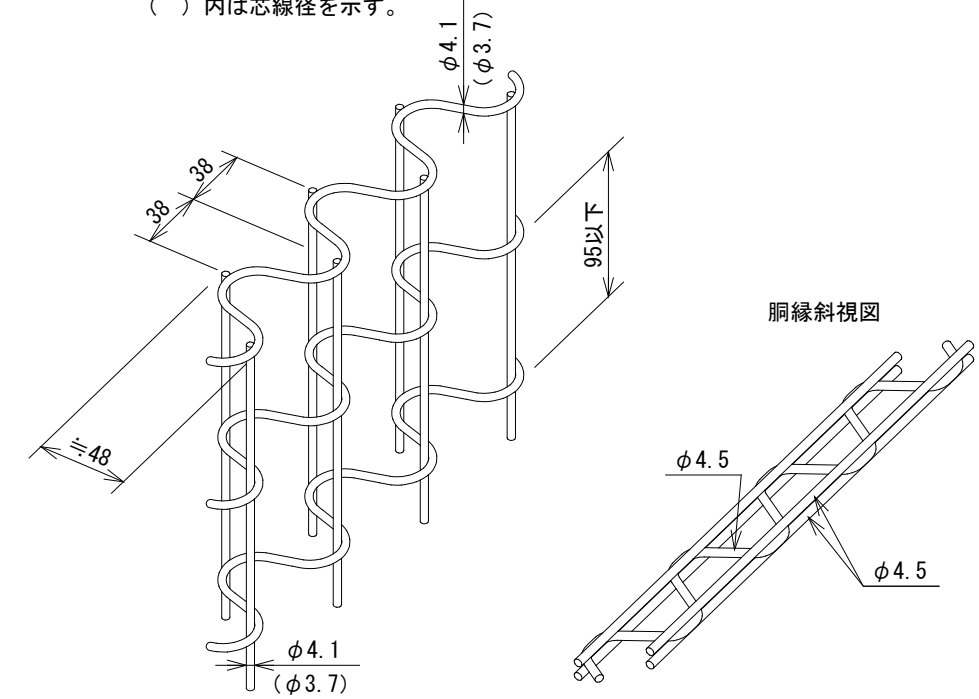 ( )内は芯線径を示す。
φ4.1
(φ3.7)
38
38
95以下
胴縁斜視図
≒48
φ4.5
φ4.5
φ4.1
(φ3.7)